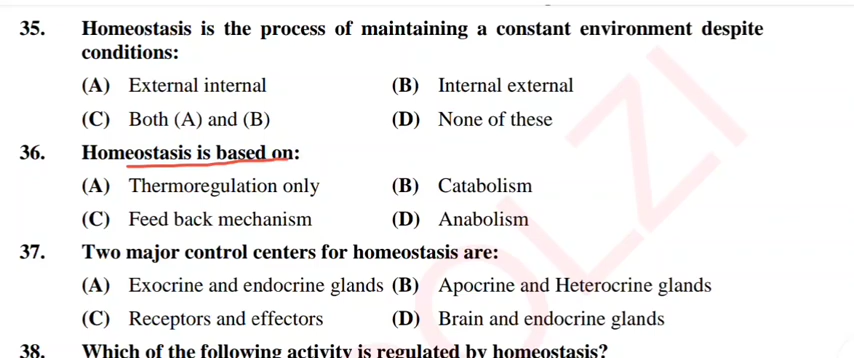 35. Homeostasis is the process of maintaining a constant environment despite
conditions:
(A) External internal (B) Internal external
(C) Both (A) and (B) (D) None of these
36. Homeostasis is based on:
(A) Thermoregulation only (B) Catabolism
(C) Feed back mechanism (D) Anabolism
37. Two major control centers for homeostasis are:
(A) Exocrine and endocrine glands (B) Apocrine and Heterocrine glands
(C) Receptors and effectors (D) Brain and endocrine glands
38. Which of the following activity is regulated by homeostasis?
OLZI